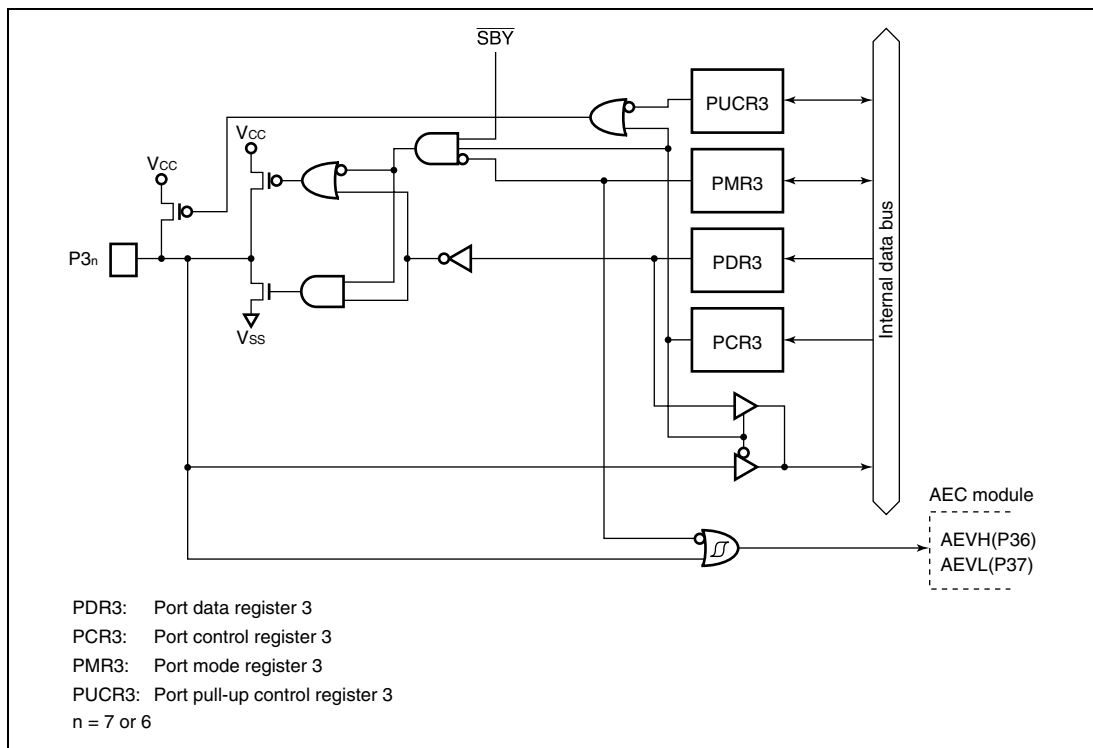 SBY
PUCR3
VCC
VCC
PMR3
P3n
PDR3
Internal data bus
VSS
PCR3
AEC module
AEVH(P36)
AEVL(P37)
PDR3: Port data register 3
PCR3: Port control register 3
PMR3: Port mode register 3
PUCR3: Port pull-up control register 3
n = 7 or 6